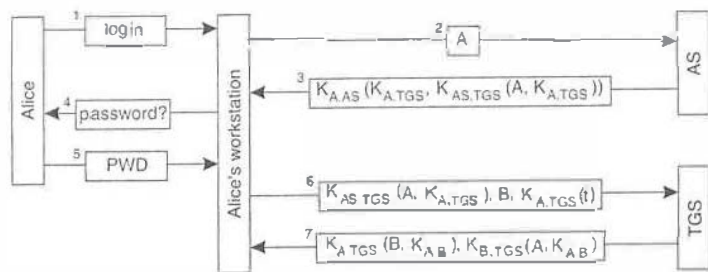 1 login
2 A
3 K_A,AS (K_A,TGS, K_AS,TGS (A, K_A,TGS))
Alice
4 password?
Alice's workstation
AS
5 PWD
6 K_AS,TGS (A, K_A,TGS), B, K_A,TGS(t)
TGS
7 K_A,TGS (B, K_A,B), K_B,TGS(A, K_A,B)